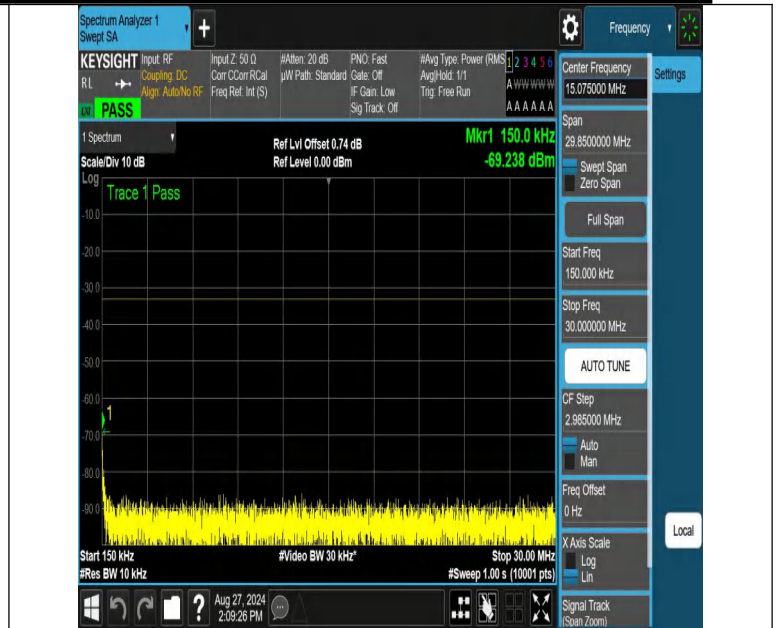 Spectrum Analyzer 1
Swept SA
+
Frequency
KEYSIGHT
RL
PASS
Input: RF
Coupling: DC
Align: Auto/No RF
Input Z: 50 Ω
Corr CCorr RCal
Freq Ref: Int (S)
#Atten: 20 dB
µW Path: Standard
PNO: Fast
Gate: Off
IF Gain: Low
Sig Track: Off
#Avg Type: Power (RMS
Avg|Hold: 1/1
Trig: Free Run
1 2 3 4 5 6
A W W W W W
A A A A A A
Center Frequency
15.075000 MHz
Settings
Span
29.8500000 MHz
Swept Span
Zero Span
Full Span
Start Freq
150.000 kHz
Stop Freq
30.000000 MHz
AUTO TUNE
CF Step
2.985000 MHz
Auto
Man
Freq Offset
0 Hz
X Axis Scale
Log
Lin
Signal Track
(Span Zoom)
Local
1 Spectrum
Scale/Div 10 dB
Ref Lvl Offset 0.74 dB
Ref Level 0.00 dBm
Mkr1 150.0 kHz
-69.238 dBm
Log
Trace 1 Pass
-10.0
-20.0
-30.0
-40.0
-50.0
-60.0
1
-70.0
-80.0
-90.0
Start 150 kHz
#Video BW 30 kHz*
Stop 30.00 MHz
#Res BW 10 kHz
#Sweep 1.00 s (10001 pts)
?
Aug 27, 2024
2:09:26 PM